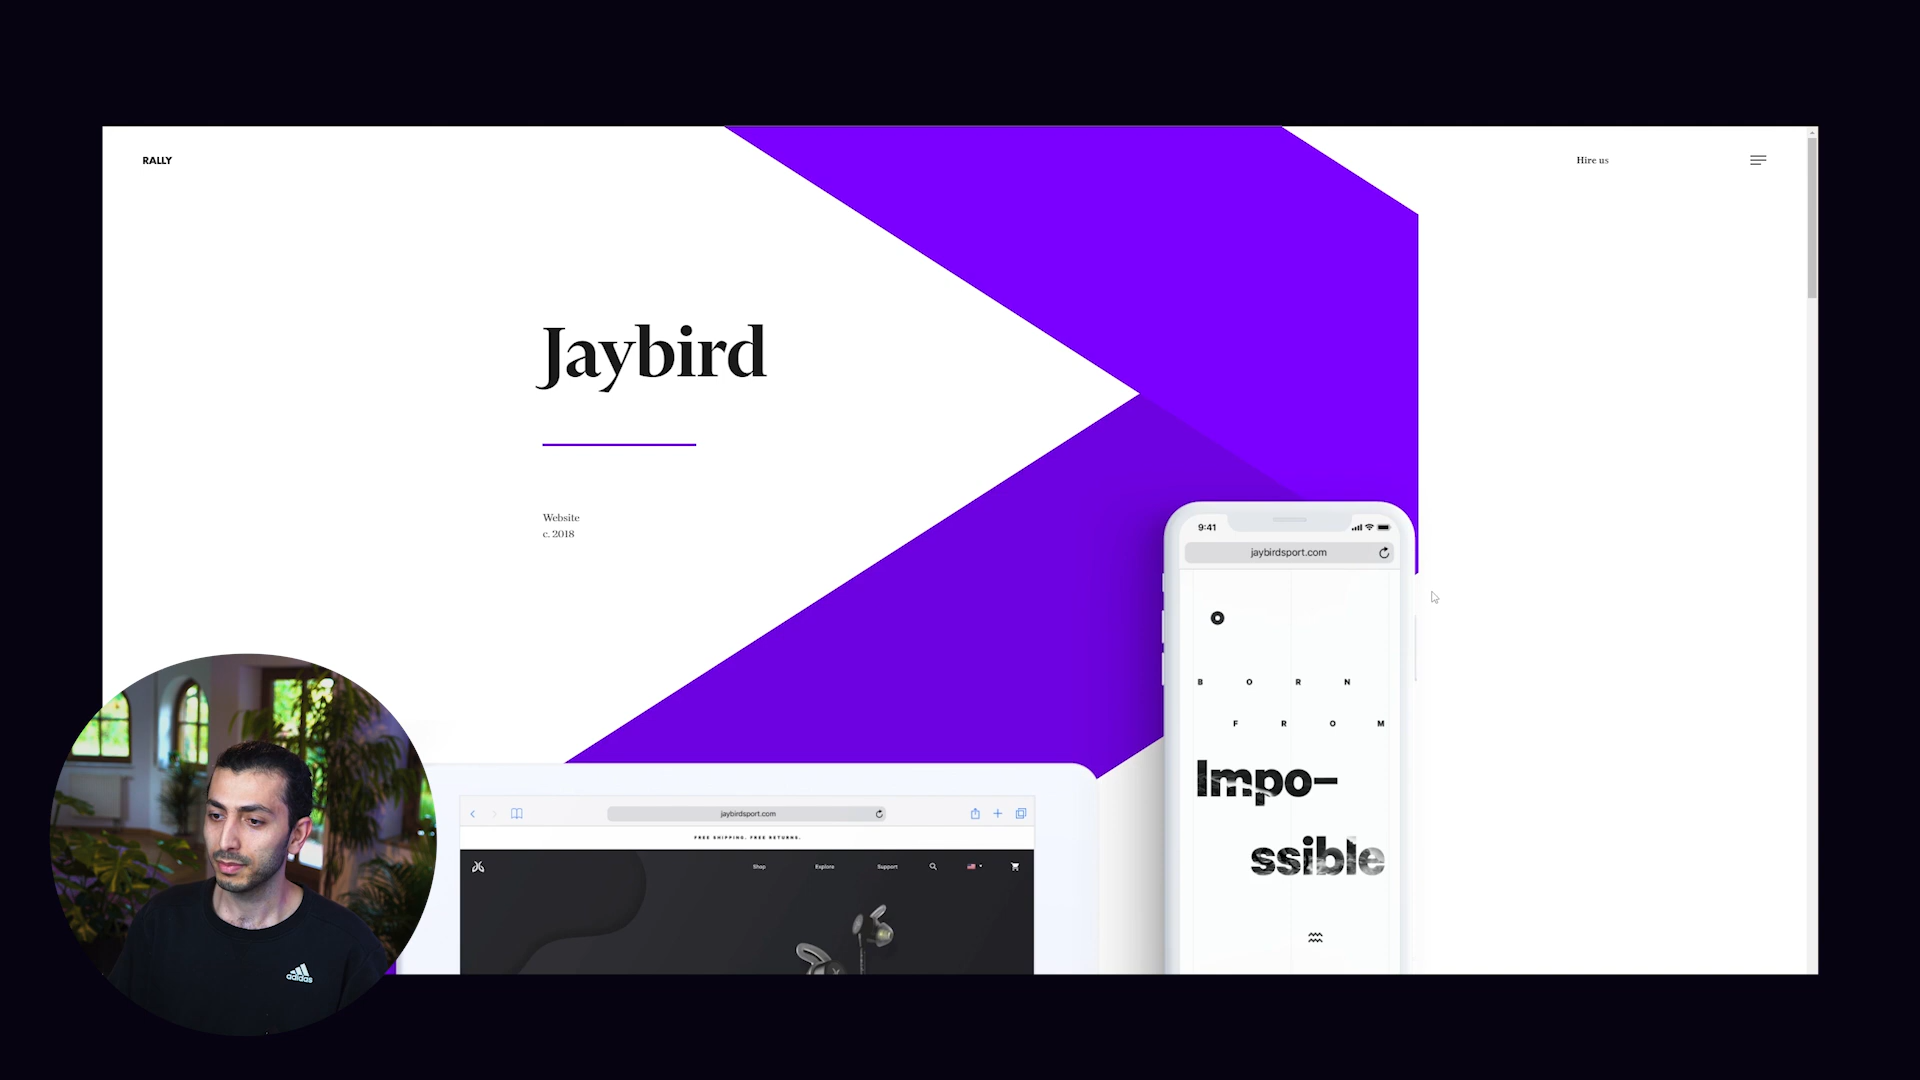 RALLY
Hire us
Jaybird
Website
c. 2018
9:41
jaybirdsport.com
B O R N
F R O M
Impo–
ssible
jaybirdsport.com
FREE SHIPPING. FREE RETURNS.
Shop
Explore
Support
adidas